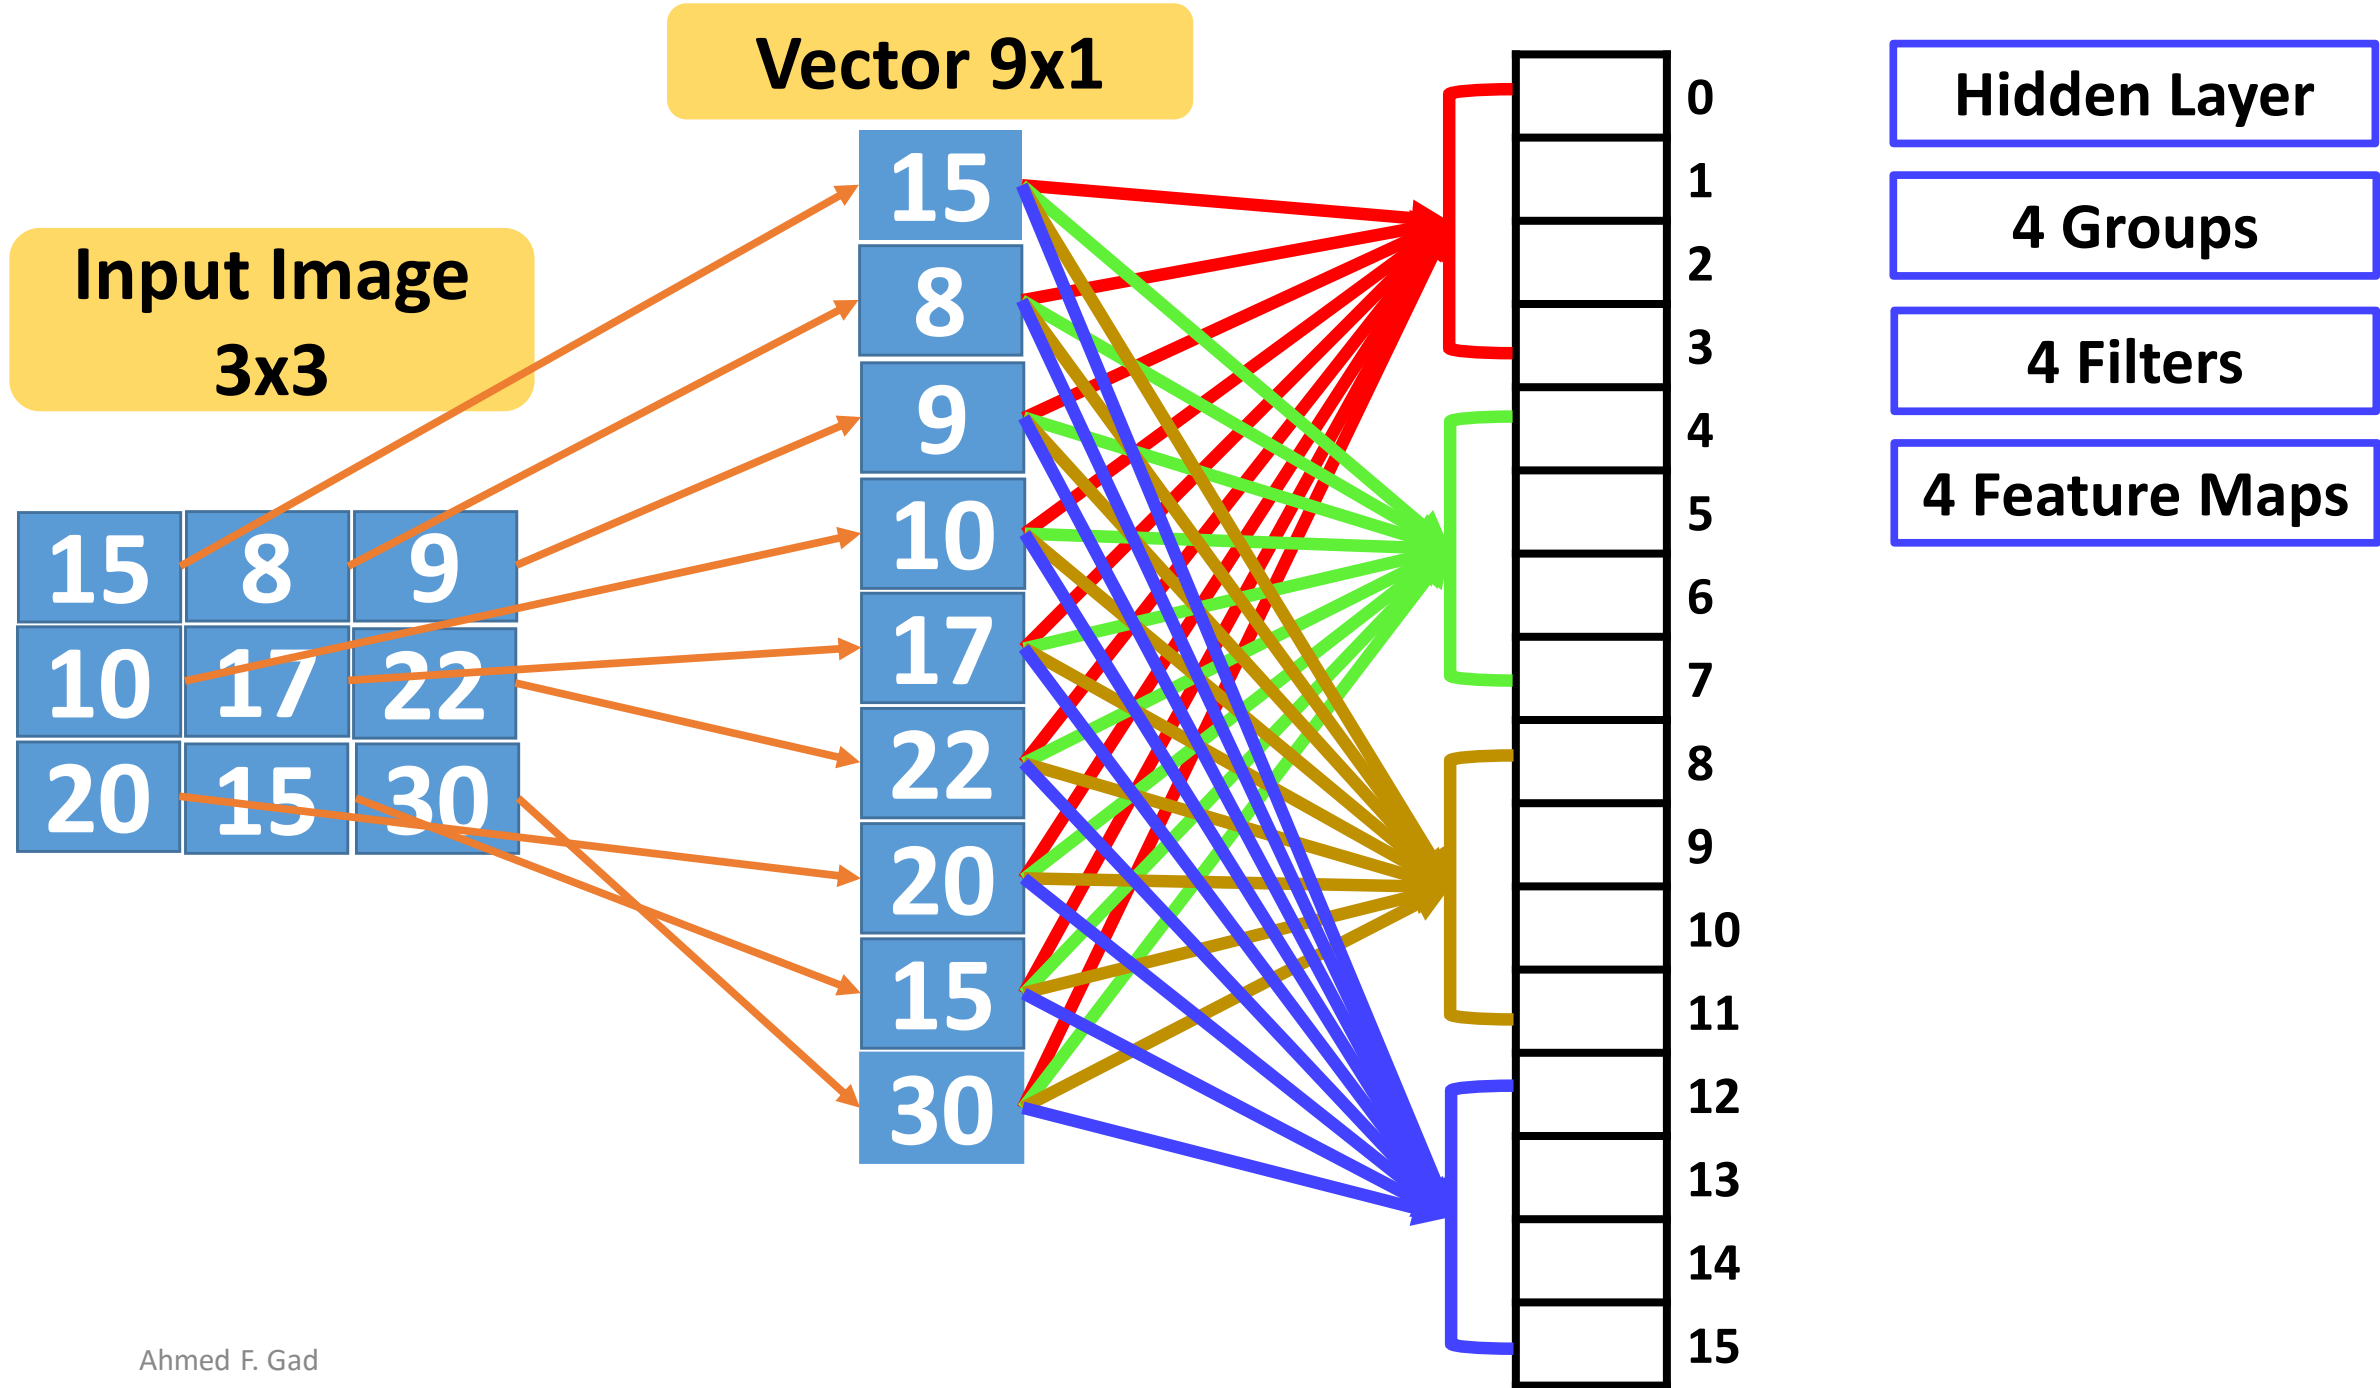 Vector 9x1
Input Image
3x3
15 8 9
10 17 22
20 15 30
15
8
9
10
17
22
20
15
30
0
1
2
3
4
5
6
7
8
9
10
11
12
13
14
15
Hidden Layer
4 Groups
4 Filters
4 Feature Maps
Ahmed F. Gad